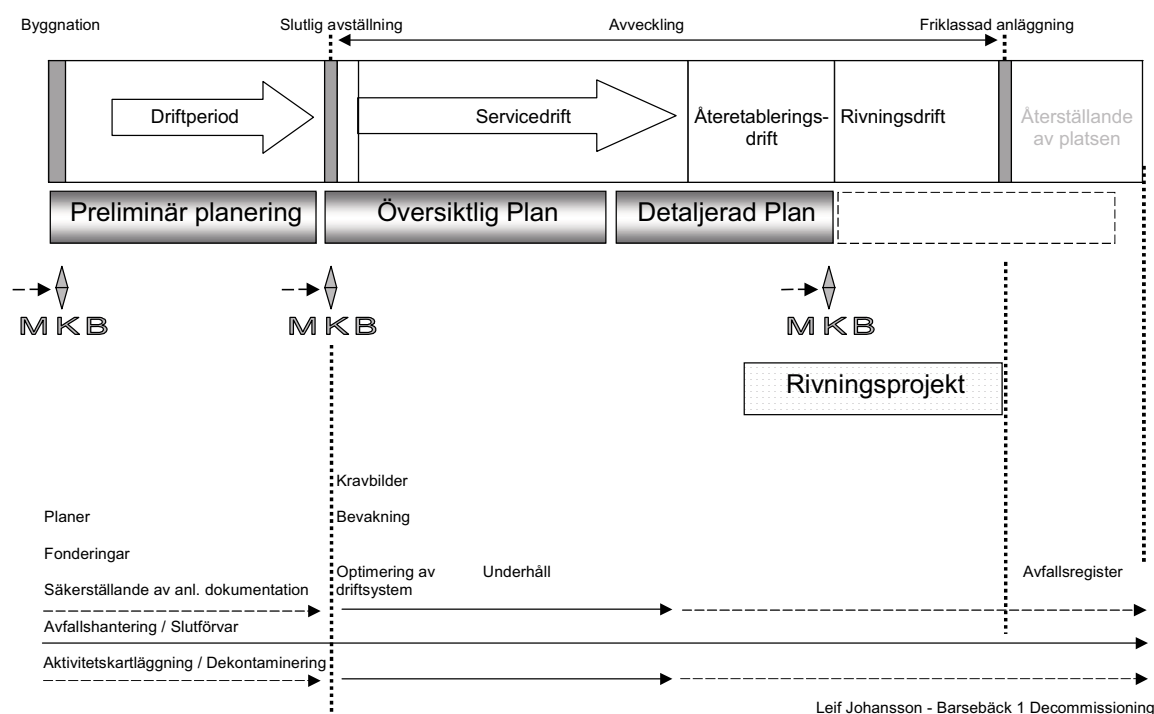 Byggnation
Slutlig avställning
Avveckling
Friklassad anläggning
Driftperiod
Servicedrift
Återetablerings-
drift
Rivningsdrift
Återställande
av platsen
Preliminär planering
Översiktlig Plan
Detaljerad Plan
MKB
MKB
MKB
Rivningsprojekt
Kravbilder
Planer
Bevakning
Fonderingar
Optimering av
driftsystem
Underhåll
Avfallsregister
Säkerställande av anl. dokumentation
Avfallshantering / Slutförvar
Aktivitetskartläggning / Dekontaminering
Leif Johansson - Barsebäck 1 Decommissioning